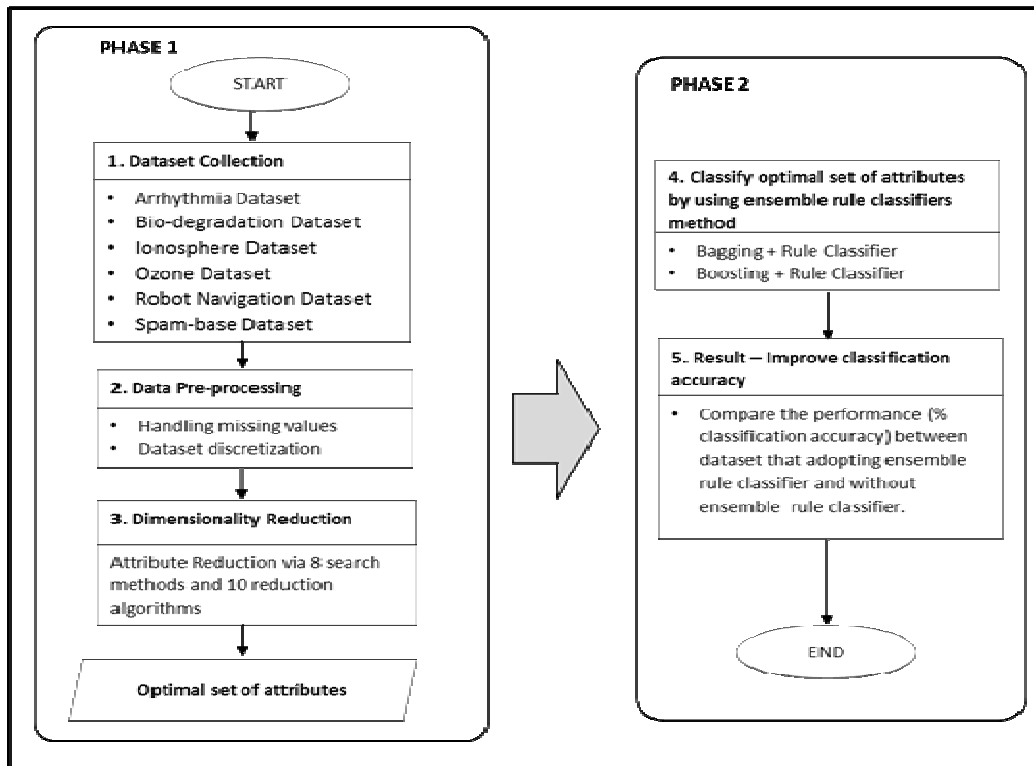 PHASE 1
START
1. Dataset Collection
• Arrhythmia Dataset
• Bio-degradation Dataset
• Ionosphere Dataset
• Ozone Dataset
• Robot Navigation Dataset
• Spam-base Dataset
2. Data Pre-processing
• Handling missing values
• Dataset discretization
3. Dimensionality Reduction
Attribute Reduction via 8 search
methods and 10 reduction
algorithms
Optimal set of attributes
PHASE 2
4. Classify optimal set of attributes
by using ensemble rule classifiers
method
• Bagging + Rule Classifier
• Boosting + Rule Classifier
5. Result – Improve classification
accuracy
• Compare the performance (%
classification accuracy) between
dataset that adopting ensemble
rule classifier and without
ensemble rule classifier.
END